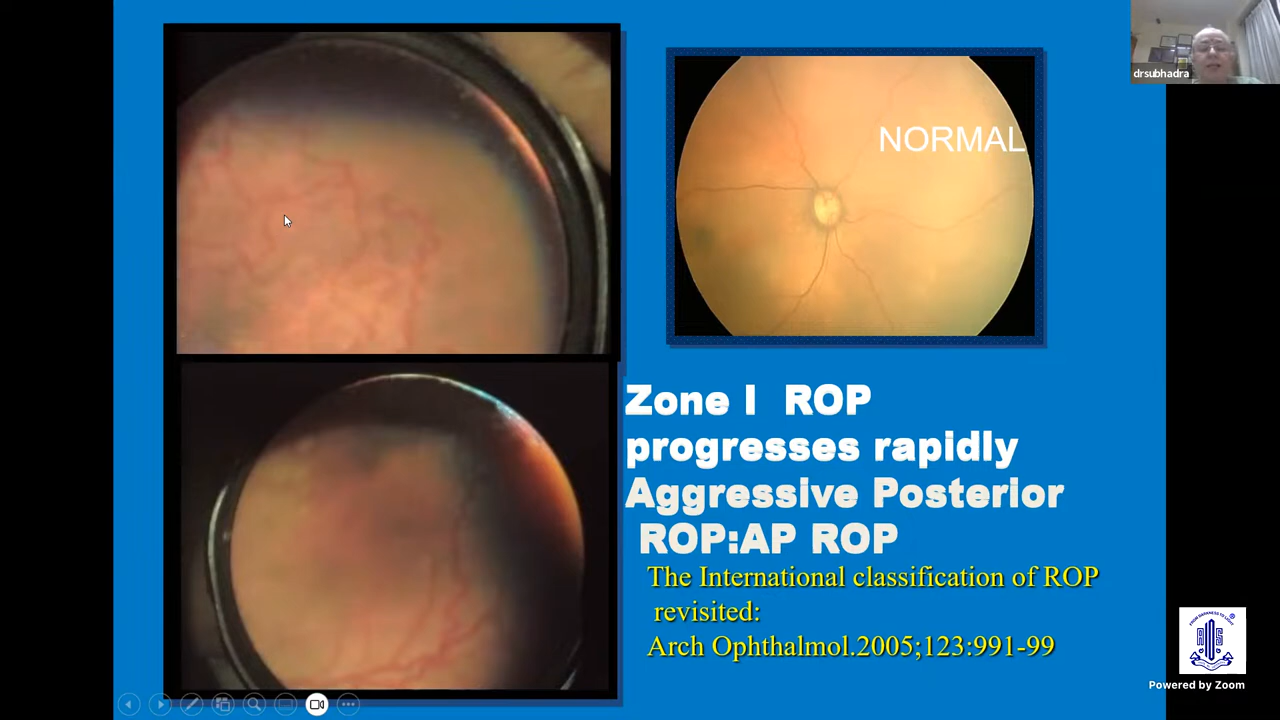 drsubhadra
NORMAL
Zone I ROP
progresses rapidly
Aggressive Posterior
ROP:AP ROP
The International classification of ROP
revisited:
Arch Ophthalmol.2005;123:991-99
Powered by Zoom